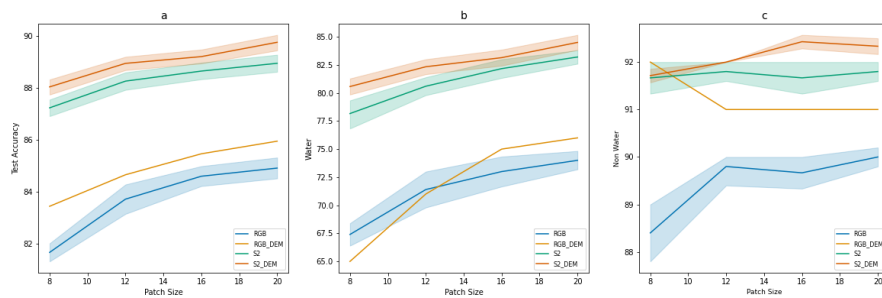 a
90
88
86
84
82
Test Accuracy
8 10 12 14 16 18 20
Patch Size
RGB
RGB_DEM
S2
S2_DEM
b
85.0
82.5
80.0
77.5
75.0
72.5
70.0
67.5
65.0
Water
8 10 12 14 16 18 20
Patch Size
RGB
RGB_DEM
S2
S2_DEM
c
92
91
90
89
88
Non Water
8 10 12 14 16 18 20
Patch Size
RGB
RGB_DEM
S2
S2_DEM